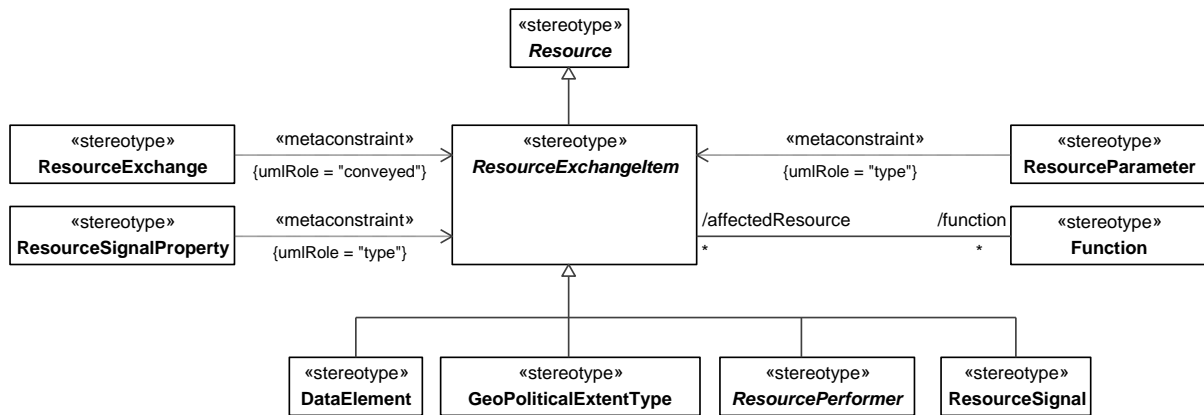 «stereotype»
Resource
«stereotype»
ResourceExchange
«metaconstraint»
{umlRole = "conveyed"}
«stereotype»
ResourceExchangeItem
«metaconstraint»
{umlRole = "type"}
«stereotype»
ResourceParameter
«stereotype»
ResourceSignalProperty
«metaconstraint»
{umlRole = "type"}
/affectedResource
*
/function
*
«stereotype»
Function
«stereotype»
DataElement
«stereotype»
GeoPoliticalExtentType
«stereotype»
ResourcePerformer
«stereotype»
ResourceSignal